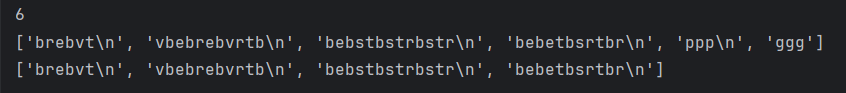 6
['brebvt\n', 'vbebrebvrtb\n', 'bebstbstrbstr\n', 'bebetbsrtbr\n', 'ppp\n', 'ggg']
['brebvt\n', 'vbebrebvrtb\n', 'bebstbstrbstr\n', 'bebetbsrtbr\n']